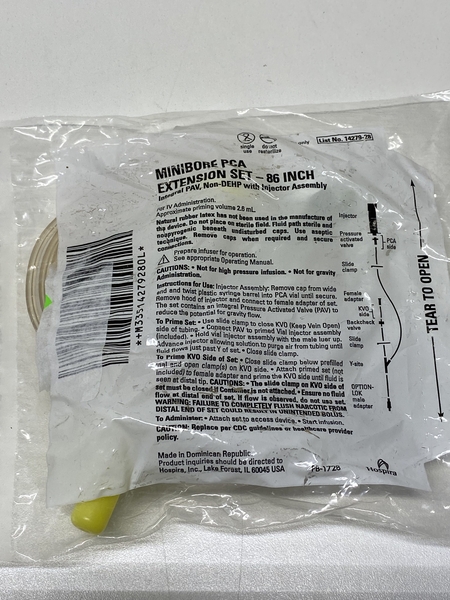 single use
do not resterilize
only
List No. 14279-28
MINIBORE PCA
EXTENSION SET – 86 INCH
Integral PAV, Non-DEHP with Injector Assembly
For IV Administration.
Approximate priming volume 2.8 mL.
Natural rubber latex has not been used in the manufacture of
the device. Do not place on sterile field. Fluid path sterile and
nonpyrogenic beneath undisturbed caps. Use aseptic
technique. Remove caps when required and secure
connections.
Prepare infuser for operation.
See appropriate Operating Manual.
CAUTIONS: • Not for high pressure infusion. • Not for gravity
Administration.
Instructions for Use: Injector Assembly: Remove cap from wide
end and twist plastic syringe barrel into PCA vial until secure.
Remove hood of injector and connect to female adapter of set.
The set contains an Integral Pressure Activated Valve (PAV) to
reduce the potential for gravity flow.
To Prime Set: • Use slide clamp to close KVO (Keep Vein Open)
side of tubing. • Connect PAV to primed Vial injector assembly
(included). • Hold vial injector assembly with the male luer up.
Advance injector allowing solution to purge air from tubing until
fluid flows just past Y of set. • Close slide clamp.
To Prime KVO Side of Set: • Close slide clamp below prefilled
vial and open clamp(s) on KVO side. • Attach primed set (not
included) to female adapter and prime the KVO side until fluid is
seen at distal tip. CAUTIONS: • The slide clamp on KVO side of
set must be closed if Container is not attached. • Ensure no fluid
flow at distal end of set. If flow is observed, do not use set.
WARNING: FAILURE TO COMPLETELY FLUSH NARCOTIC FROM
DISTAL END OF SET COULD RESULT IN UNINTENDED BOLUS.
To Administer: • Attach set to access device. • Start infusion.
CAUTION: Replace per CDC guidelines or healthcare provider
policy.
Made in Dominican Republic
Product inquiries should be directed to
Hospira, Inc., Lake Forest, IL 60045 USA
FB-1728
Hospira
Injector
Pressure activated valve
PCA side
Slide clamp
Female adapter
KVO side
Backcheck valve
Slide clamp
Y-site
OPTION-LOK male adapter
TEAR TO OPEN